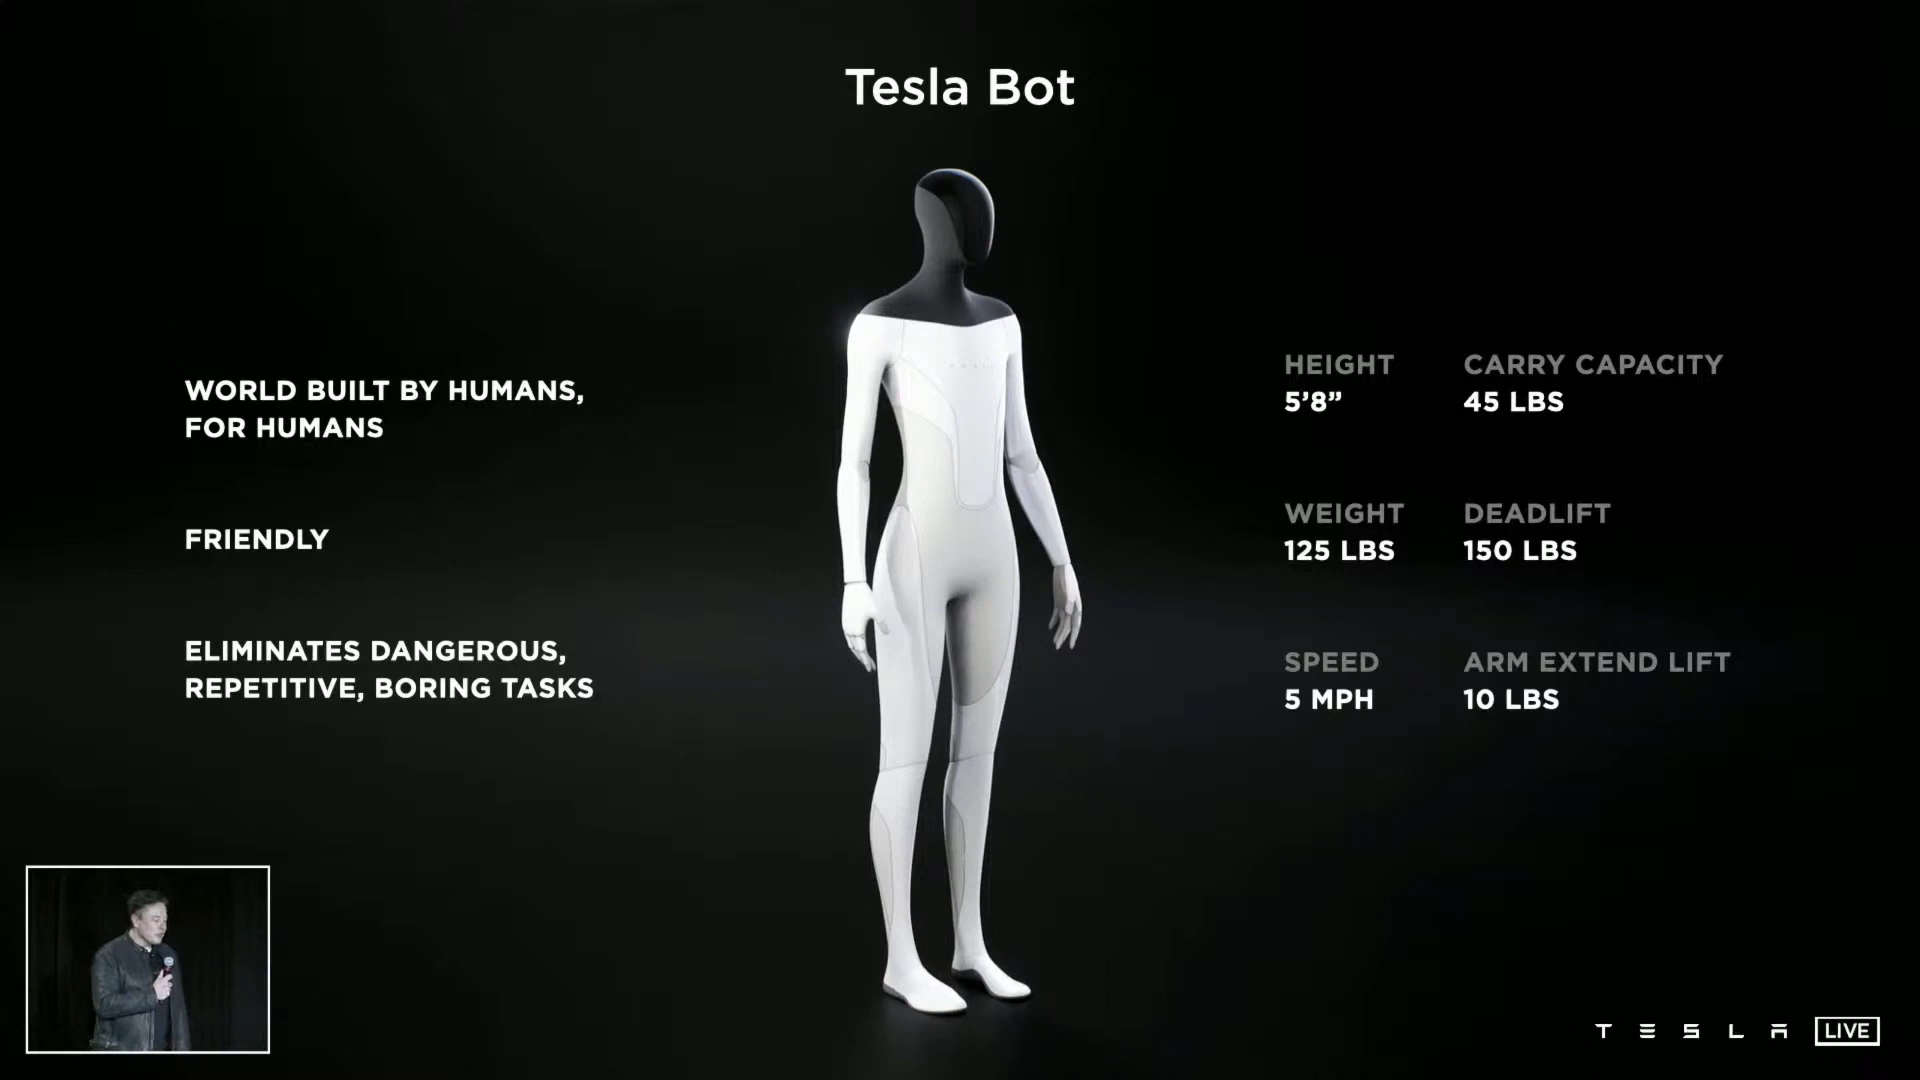 Tesla Bot
WORLD BUILT BY HUMANS,
FOR HUMANS
FRIENDLY
ELIMINATES DANGEROUS,
REPETITIVE, BORING TASKS
HEIGHT
5’8”
CARRY CAPACITY
45 LBS
WEIGHT
125 LBS
DEADLIFT
150 LBS
SPEED
5 MPH
ARM EXTEND LIFT
10 LBS
TESLA LIVE